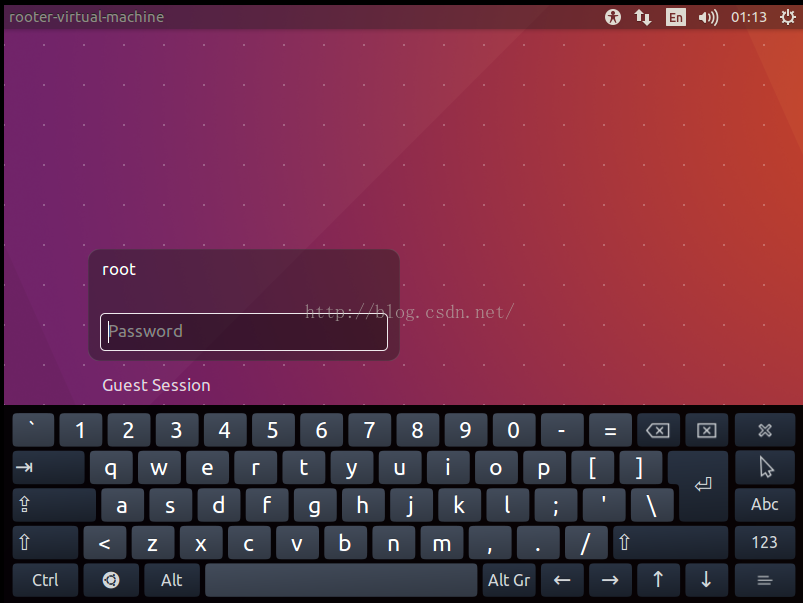 rooter-virtual-machine En 01:13
root
http://blog.csdn.net/
Password
Guest Session
` 1 2 3 4 5 6 7 8 9 0 - =
q w e r t y u i o p [ ]
a s d f g h j k l ; ' \ Abc
< z x c v b n m , . / 123
Ctrl Alt Alt Gr ← → ↑ ↓